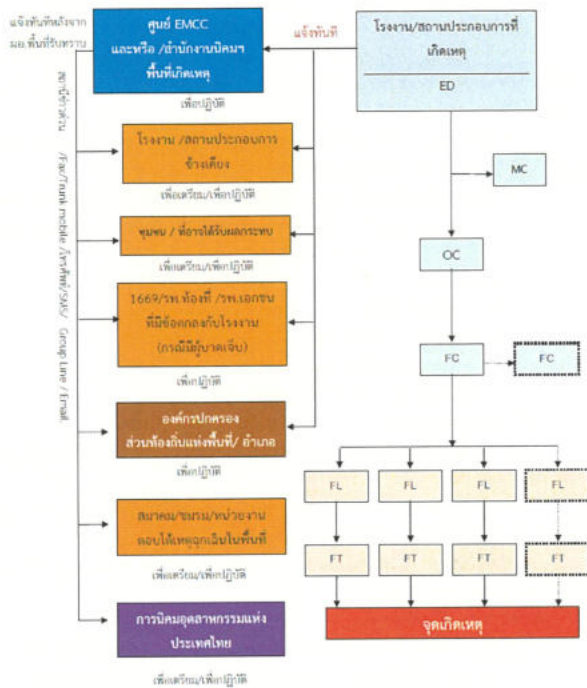 แจ้งทันทีหลังจาก
ผอ.พื้นที่รับทราบ
ศูนย์ EMCC
และหรือ /สำนักงานนิคมฯ
พื้นที่เกิดเหตุ
เพื่อปฏิบัติ
แจ้งทันที
โรงงาน/สถานประกอบการที่
เกิดเหตุ
ED
/Fax/Trunk mobile /โทรศัพท์/SMS/ Group Line / Email
โรงงาน /สถานประกอบการ
ข้างเคียง
เพื่อเตรียม/เพื่อปฏิบัติ
ชุมชน / ที่อาจได้รับผลกระทบ
เพื่อเตรียม/เพื่อปฏิบัติ
1669/รพ.ท้องที่ /รพ.เอกชน
ที่มีข้อตกลงกับโรงงาน
(กรณีมีผู้บาดเจ็บ)
เพื่อปฏิบัติ
องค์กรปกครอง
ส่วนท้องถิ่นแห่งพื้นที่/ อำเภอ
เพื่อปฏิบัติ
สมาคม/ชมรม/หน่วยงาน
ตอบโต้เหตุฉุกเฉินในพื้นที่
เพื่อเตรียม/เพื่อปฏิบัติ
การนิคมอุตสาหกรรมแห่ง
ประเทศไทย
เพื่อเตรียม/เพื่อปฏิบัติ
MC
OC
FC FC
FL FL FL FL
FT FT FT FT
จุดเกิดเหตุ